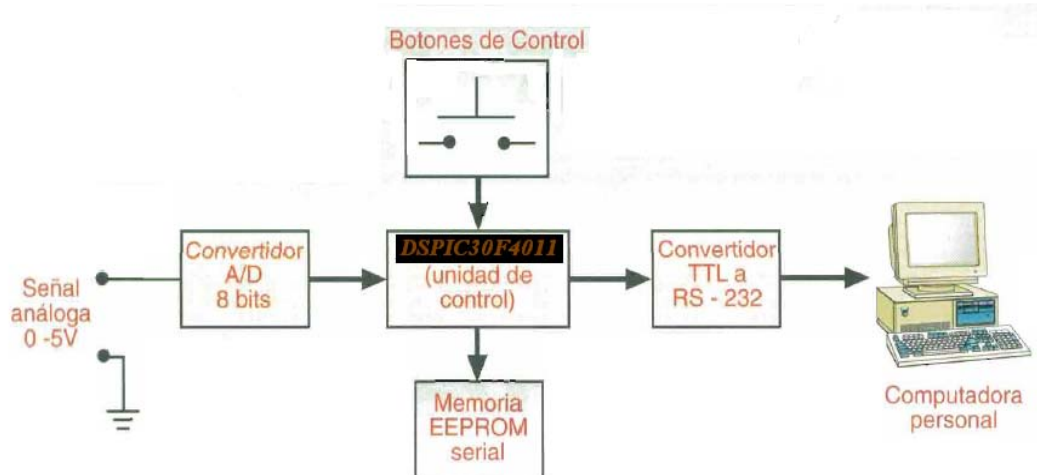 Botones de Control
Convertidor
A/D
8 bits
DSPIC30F4011
(unidad de
control)
Convertidor
TTL a
RS - 232
Señal
análoga
0 -5V
Memoria
EEPROM
serial
Computadora
personal